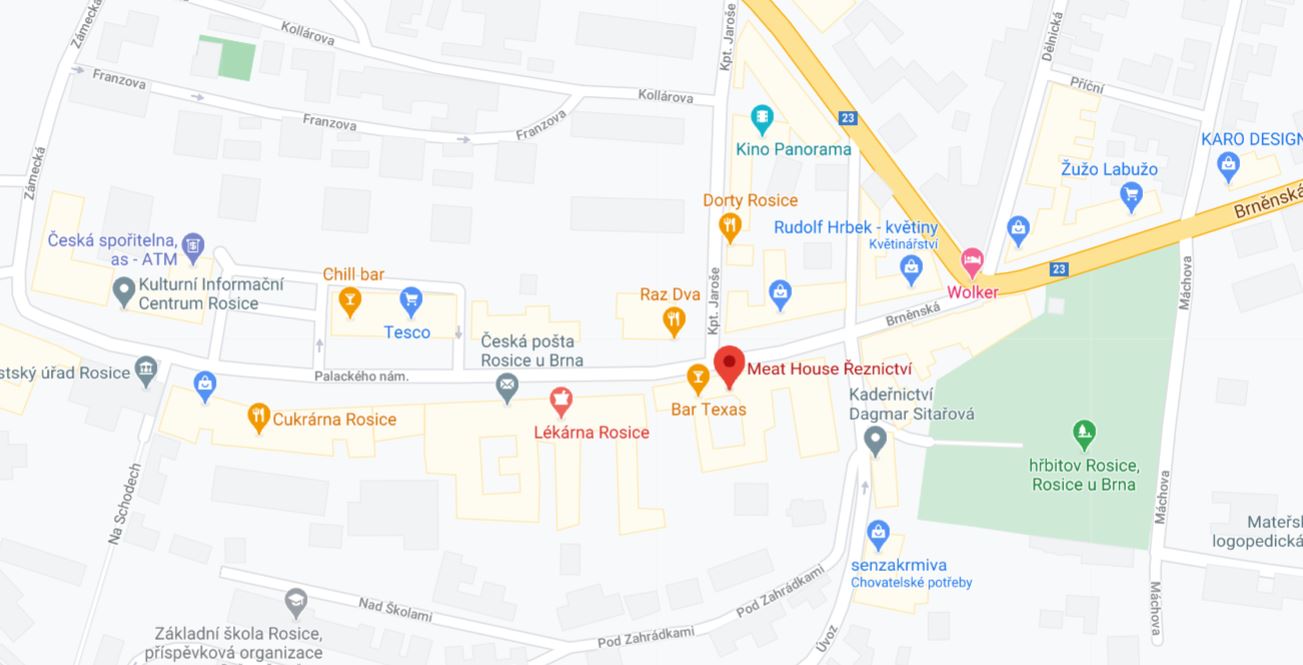 Zámecká
Kollárova
Kpt. Jaroše
Dělnická
Franzova
Kollárova
Příční
23
Franzova
Franzova
Kino Panorama
KARO DESIGN
Žužo Labužo
Zámecká
Dorty Rosice
Brněnská
Rudolf Hrbek - květiny
Květinářství
Česká spořitelna,
as - ATM
Kulturní Informační
Centrum Rosice
Chill bar
Tesco
Raz Dva
Kpt. Jaroše
23
Wolker
Máchova
Brněnská
Česká pošta
Rosice u Brna
stský úřad Rosice
Palackého nám.
Meat House Řeznictví
Bar Texas
Kadeřnictví
Dagmar Sitařová
Cukrárna Rosice
Lékárna Rosice
hřbitov Rosice,
Rosice u Brna
Na Schodech
Máchova
Mateřsk
logopedická
senzakrmiva
Chovatelské potřeby
Pod Zahrádkami
Nad Školami
Máchova
Základní škola Rosice,
příspěvková organizace
Pod Zahrádkami
Úvoz